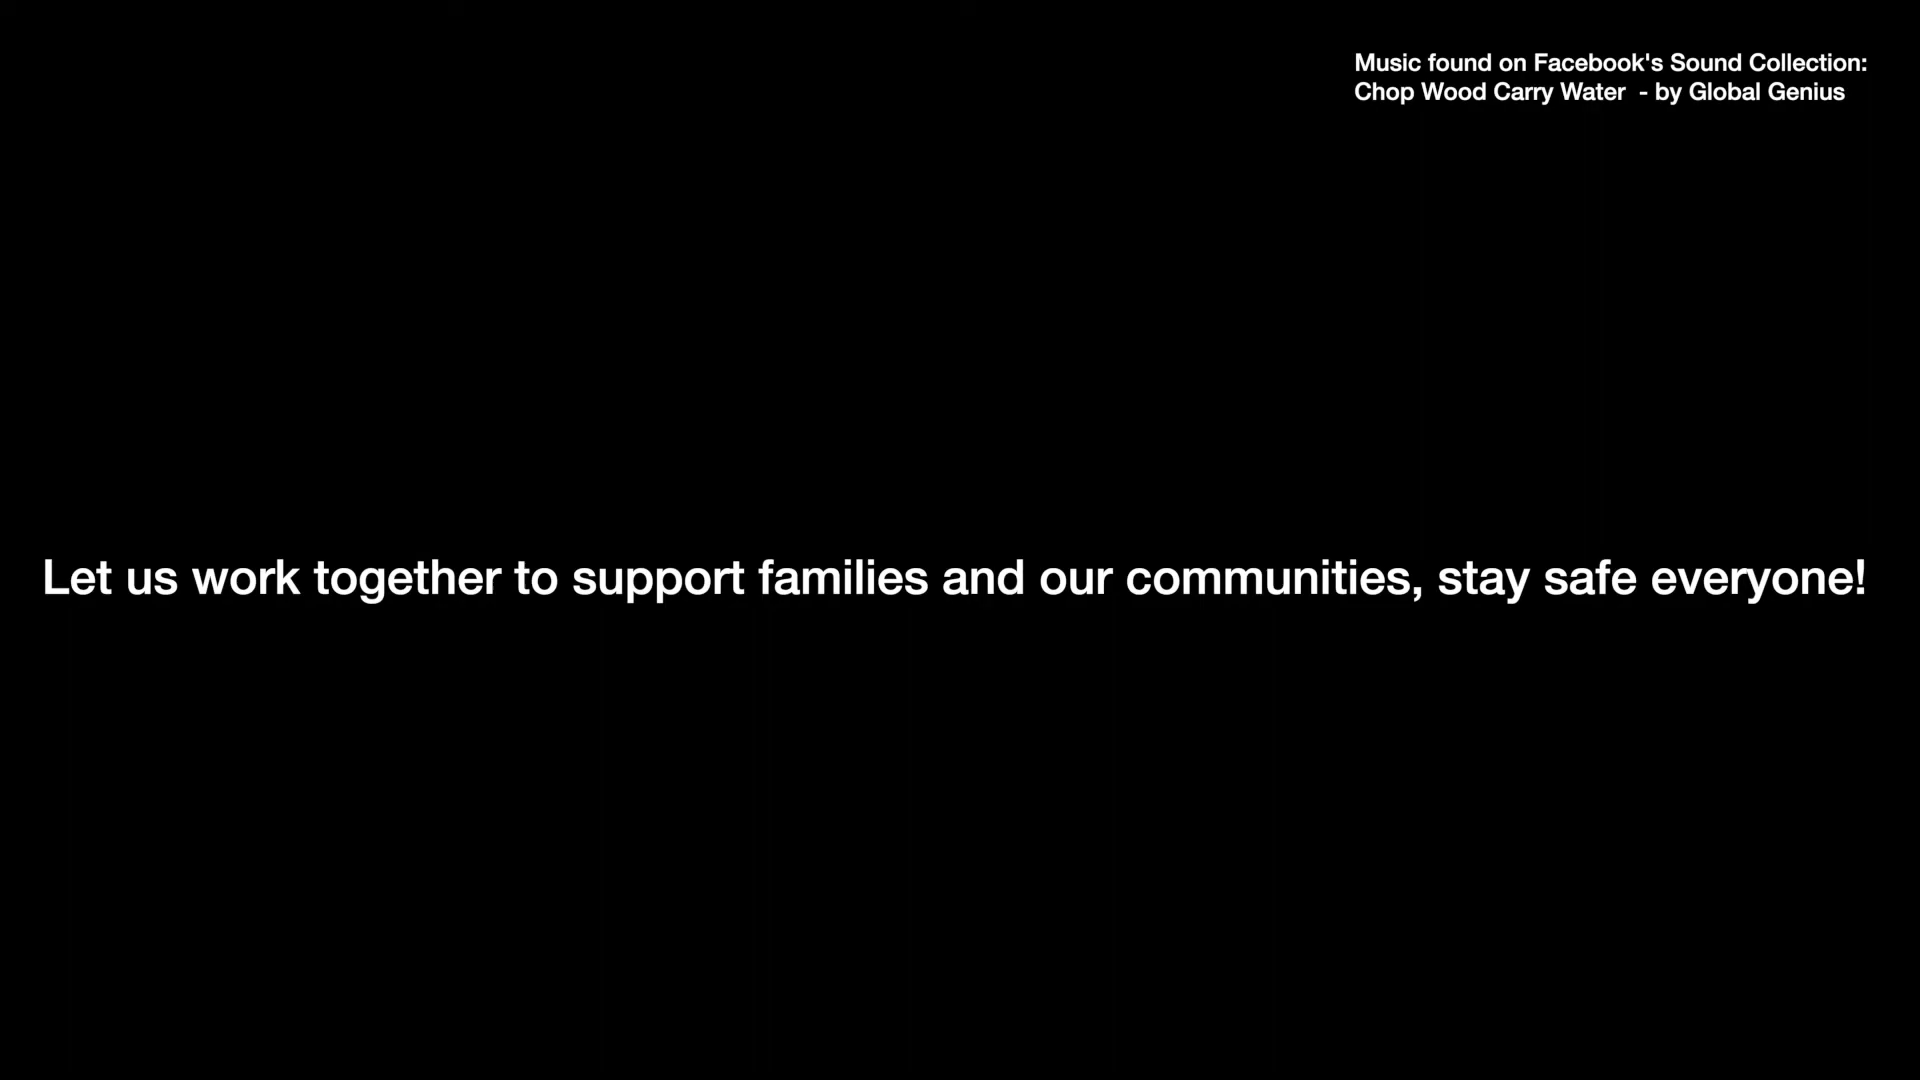 Music found on Facebook's Sound Collection:
Chop Wood Carry Water  - by Global Genius
Let us work together to support families and our communities, stay safe everyone!